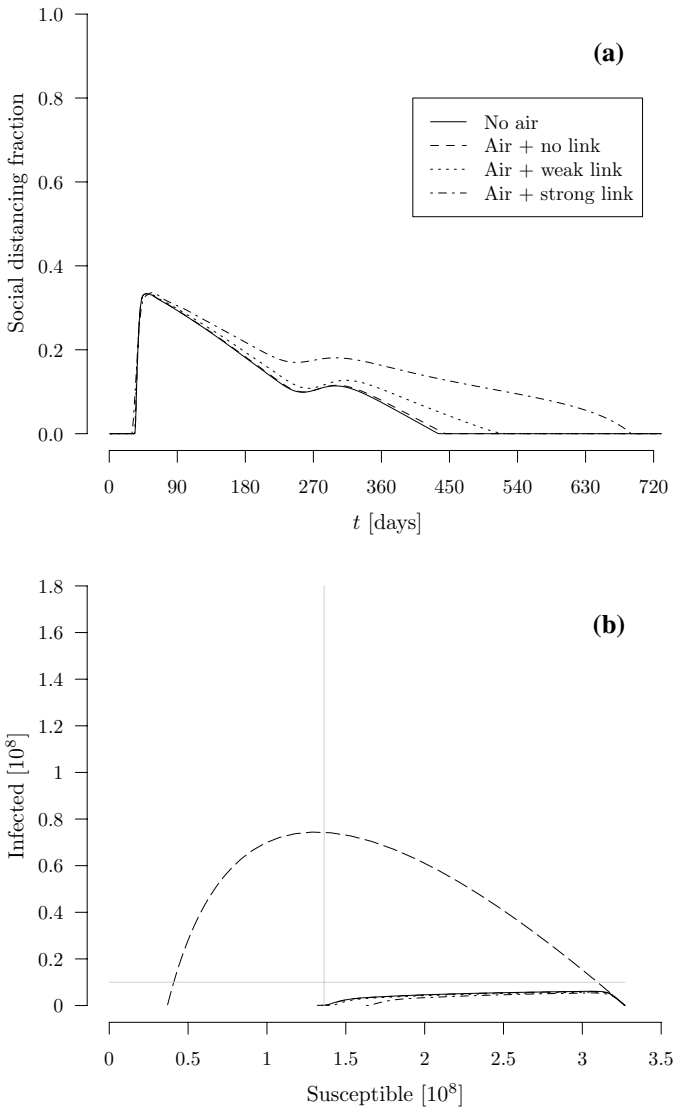 (a)
Social distancing fraction
1.0
0.8
0.6
0.4
0.2
0.0
No air
Air + no link
Air + weak link
Air + strong link
0 90 180 270 360 450 540 630 720
t [days]
(b)
Infected [10⁸]
1.8
1.6
1.4
1.2
1
0.8
0.6
0.4
0.2
0
0 0.5 1 1.5 2 2.5 3 3.5
Susceptible [10⁸]